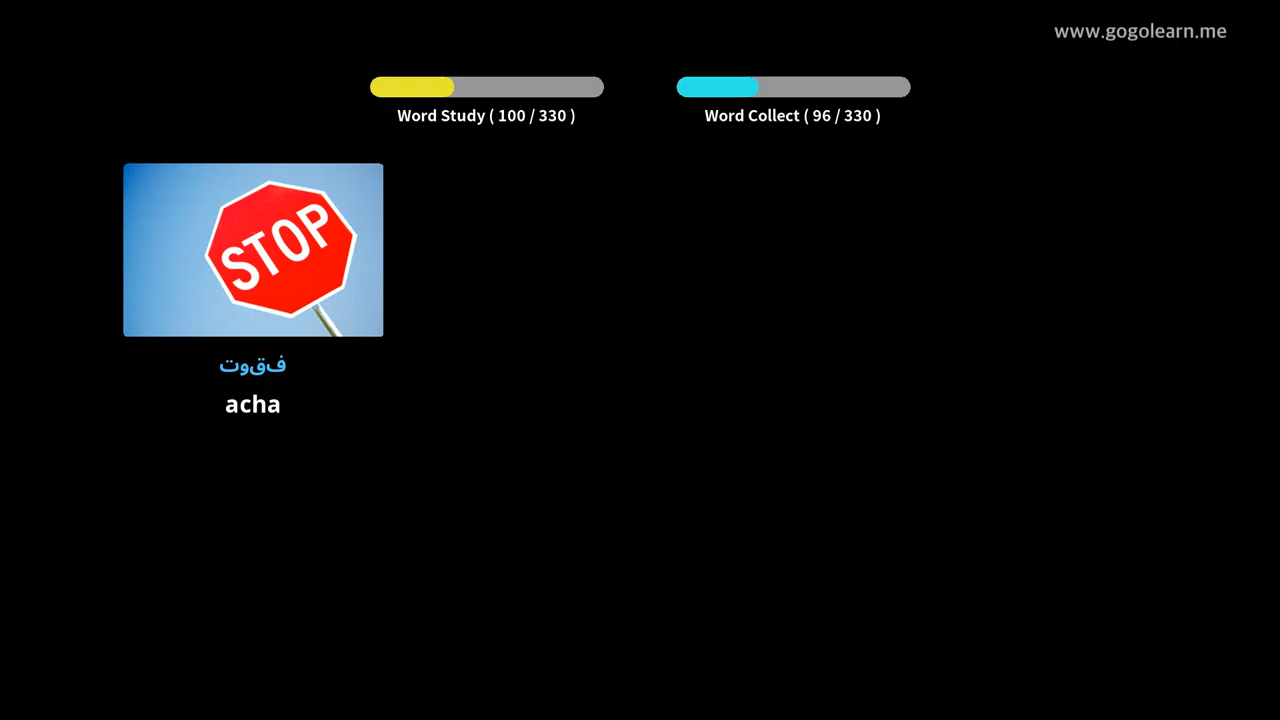 www.gogolearn.me
Word Study ( 100 / 330 )
Word Collect ( 96 / 330 )
STOP
فقوت
acha